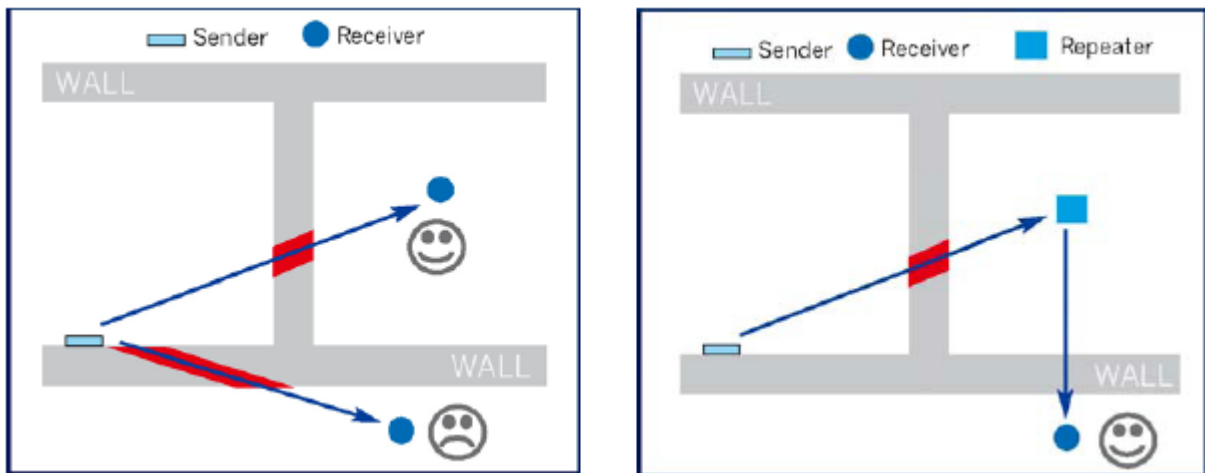 Sender Receiver
WALL
WALL
Sender Receiver Repeater
WALL
WALL